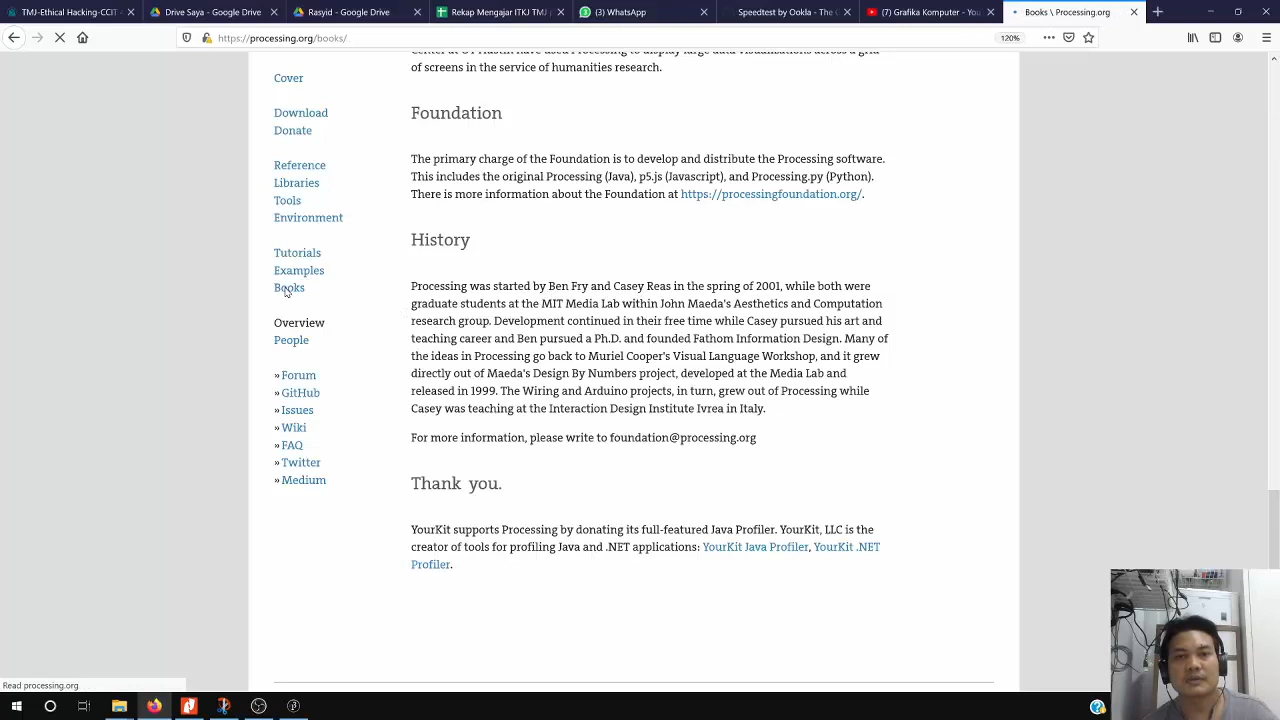 TMJ-Ethical Hacking-CCIT
Drive Saya - Google Drive
Rasyid - Google Drive
Rekap Mengajar ITKJ TMJ
(3) WhatsApp
Speedtest by Ookla - The
(7) Grafika Komputer - You
Books \ Processing.org
https://processing.org/books/
120%
of screens in the service of humanities research.
Cover
Download
Donate
Reference
Libraries
Tools
Environment
Tutorials
Examples
Books
Overview
People
» Forum
» GitHub
» Issues
» Wiki
» FAQ
» Twitter
» Medium
Foundation
The primary charge of the Foundation is to develop and distribute the Processing software.
This includes the original Processing (Java), p5.js (Javascript), and Processing.py (Python).
There is more information about the Foundation at https://processingfoundation.org/.
History
Processing was started by Ben Fry and Casey Reas in the spring of 2001, while both were
graduate students at the MIT Media Lab within John Maeda's Aesthetics and Computation
research group. Development continued in their free time while Casey pursued his art and
teaching career and Ben pursued a Ph.D. and founded Fathom Information Design. Many of
the ideas in Processing go back to Muriel Cooper's Visual Language Workshop, and it grew
directly out of Maeda's Design By Numbers project, developed at the Media Lab and
released in 1999. The Wiring and Arduino projects, in turn, grew out of Processing while
Casey was teaching at the Interaction Design Institute Ivrea in Italy.
For more information, please write to foundation@processing.org
Thank you.
YourKit supports Processing by donating its full-featured Java Profiler. YourKit, LLC is the
creator of tools for profiling Java and .NET applications: YourKit Java Profiler, YourKit .NET
Profiler.
Read processing.org